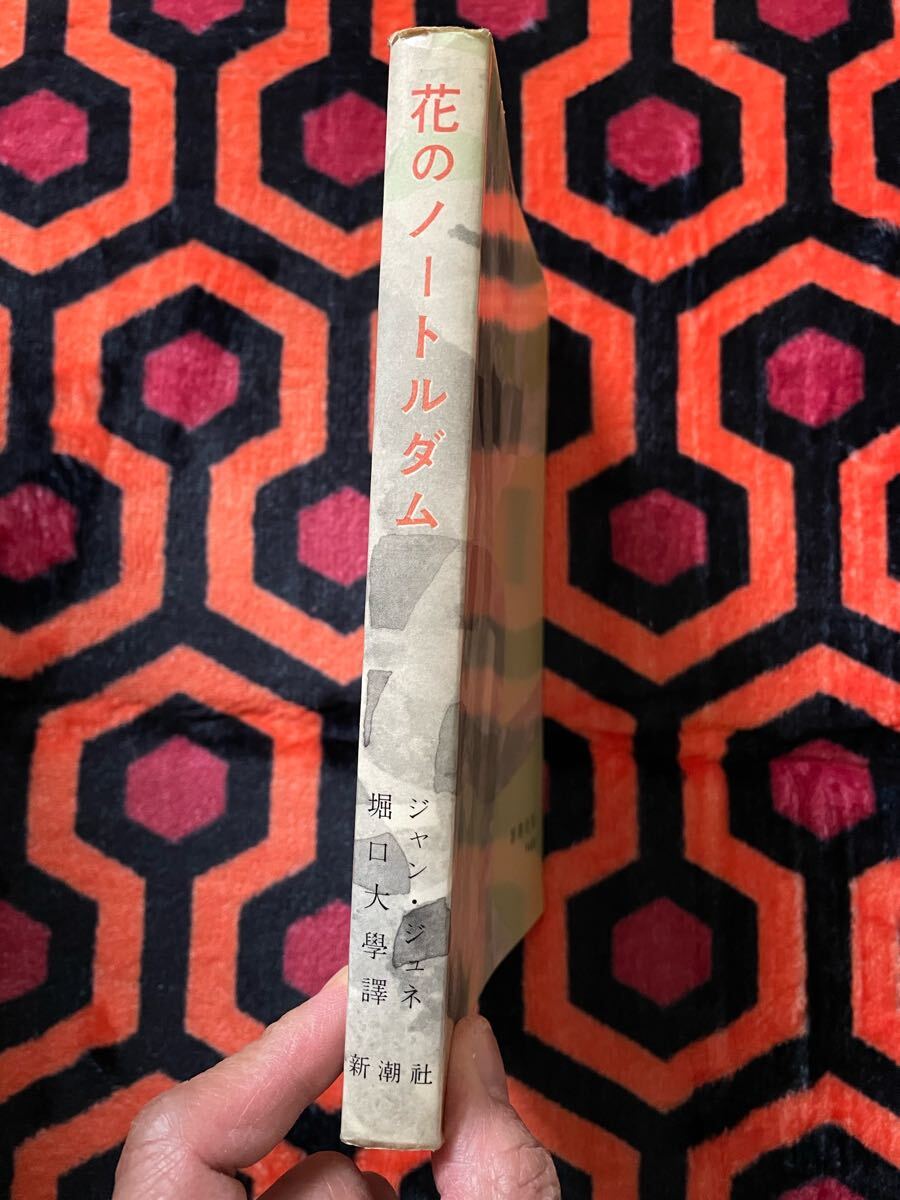 花のノートルダム
ジャン・ジュネ
堀口大學譯
新潮社